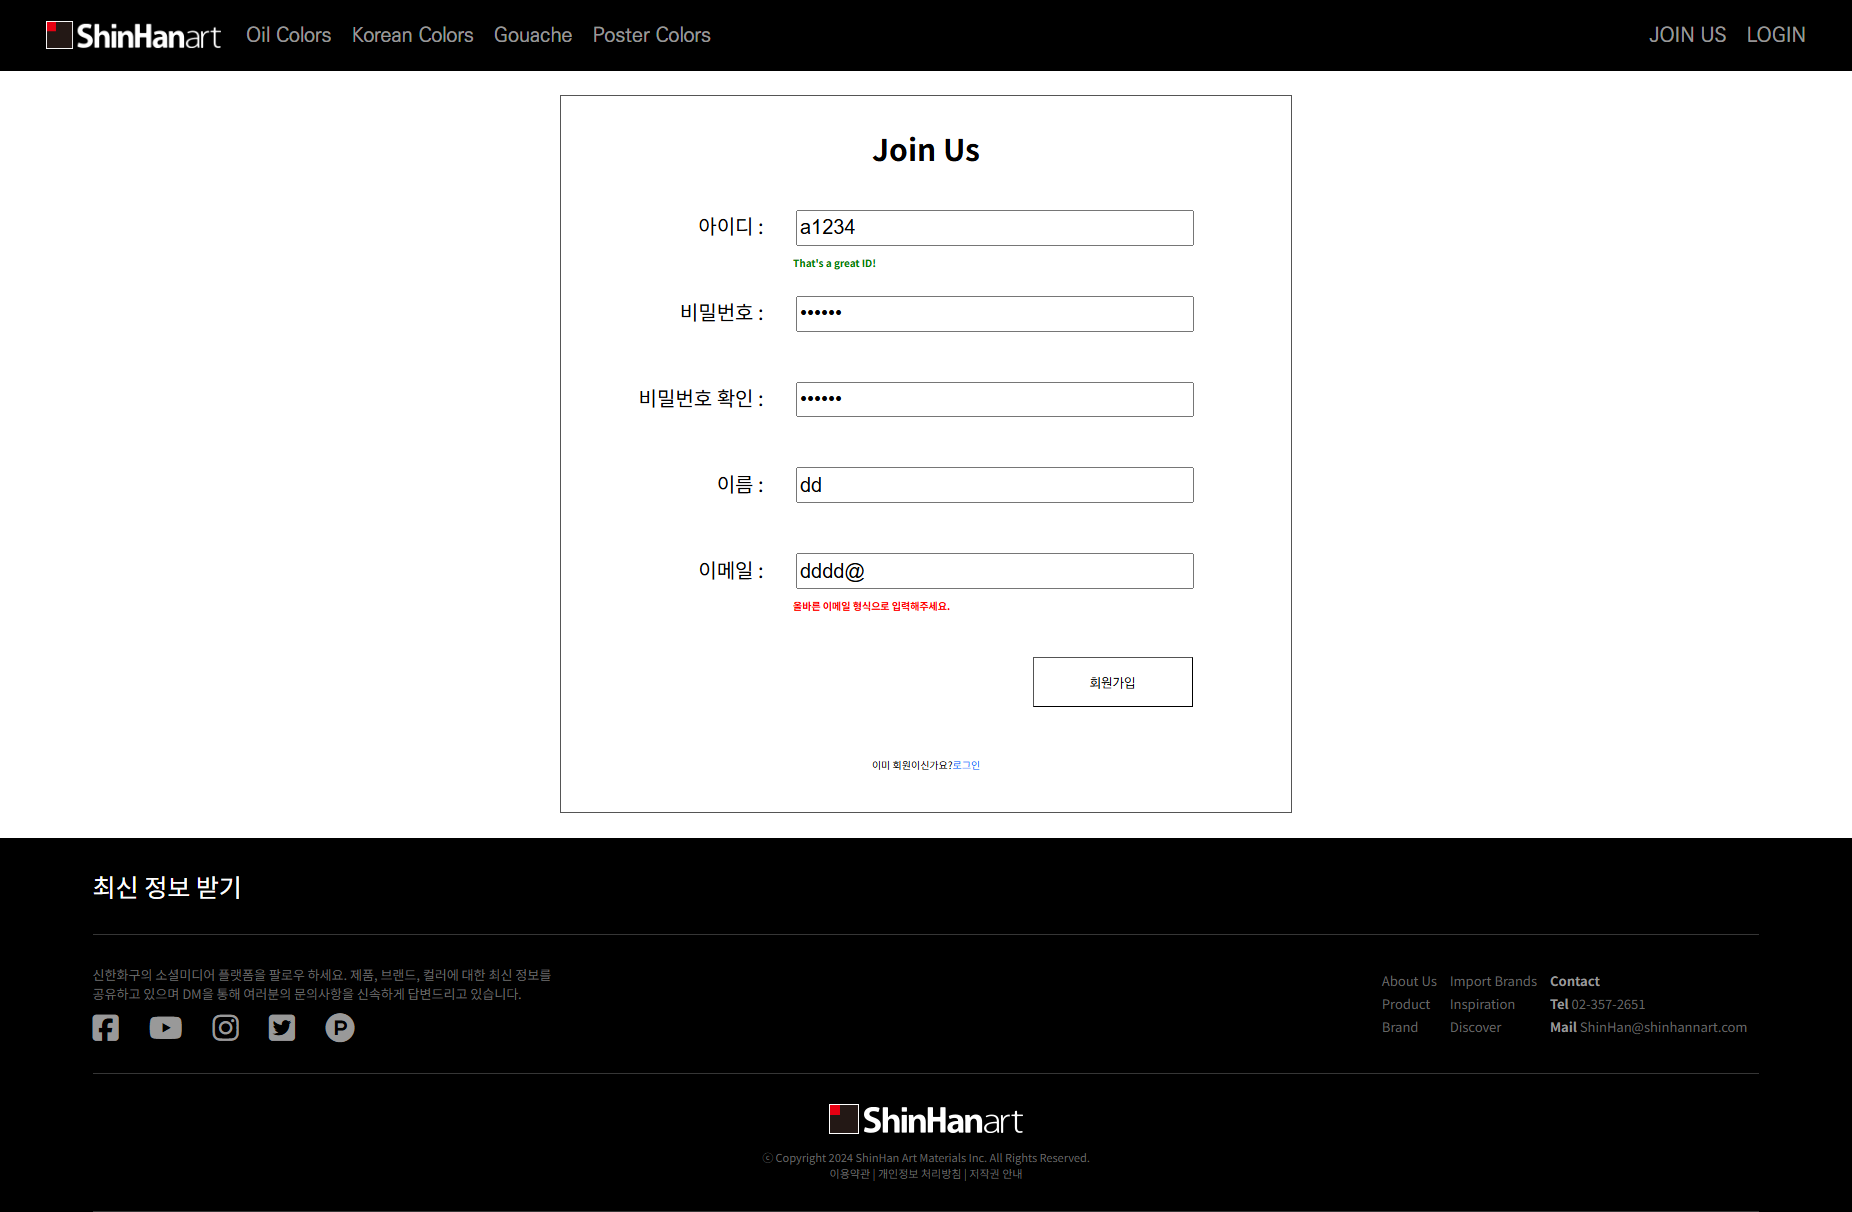 ShinHanart Oil Colors Korean Colors Gouache Poster Colors JOIN US LOGIN
Join Us
아이디 : a1234
That's a great ID!
비밀번호 : ••••••
비밀번호 확인 : ••••••
이름 : dd
이메일 : dddd@
올바른 이메일 형식으로 입력해주세요.
회원가입
이미 회원이신가요?로그인
최신 정보 받기
신한화구의 소셜미디어 플랫폼을 팔로우 하세요. 제품, 브랜드, 컬러에 대한 최신 정보를
공유하고 있으며 DM을 통해 여러분의 문의사항을 신속하게 답변드리고 있습니다.
About Us Import Brands Contact
Product Inspiration Tel 02-357-2651
Brand Discover Mail ShinHan@shinhannart.com
ShinHanart
ⓒ Copyright 2024 ShinHan Art Materials Inc. All Rights Reserved.
이용약관 | 개인정보 처리방침 | 저작권 안내